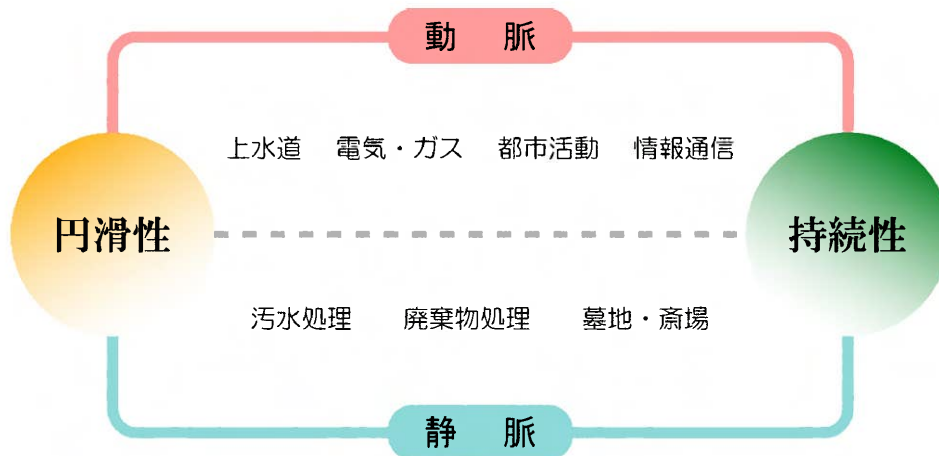 動 脈
上水道 電気・ガス 都市活動 情報通信
円滑性
持続性
汚水処理 廃棄物処理 墓地・斎場
静 脈